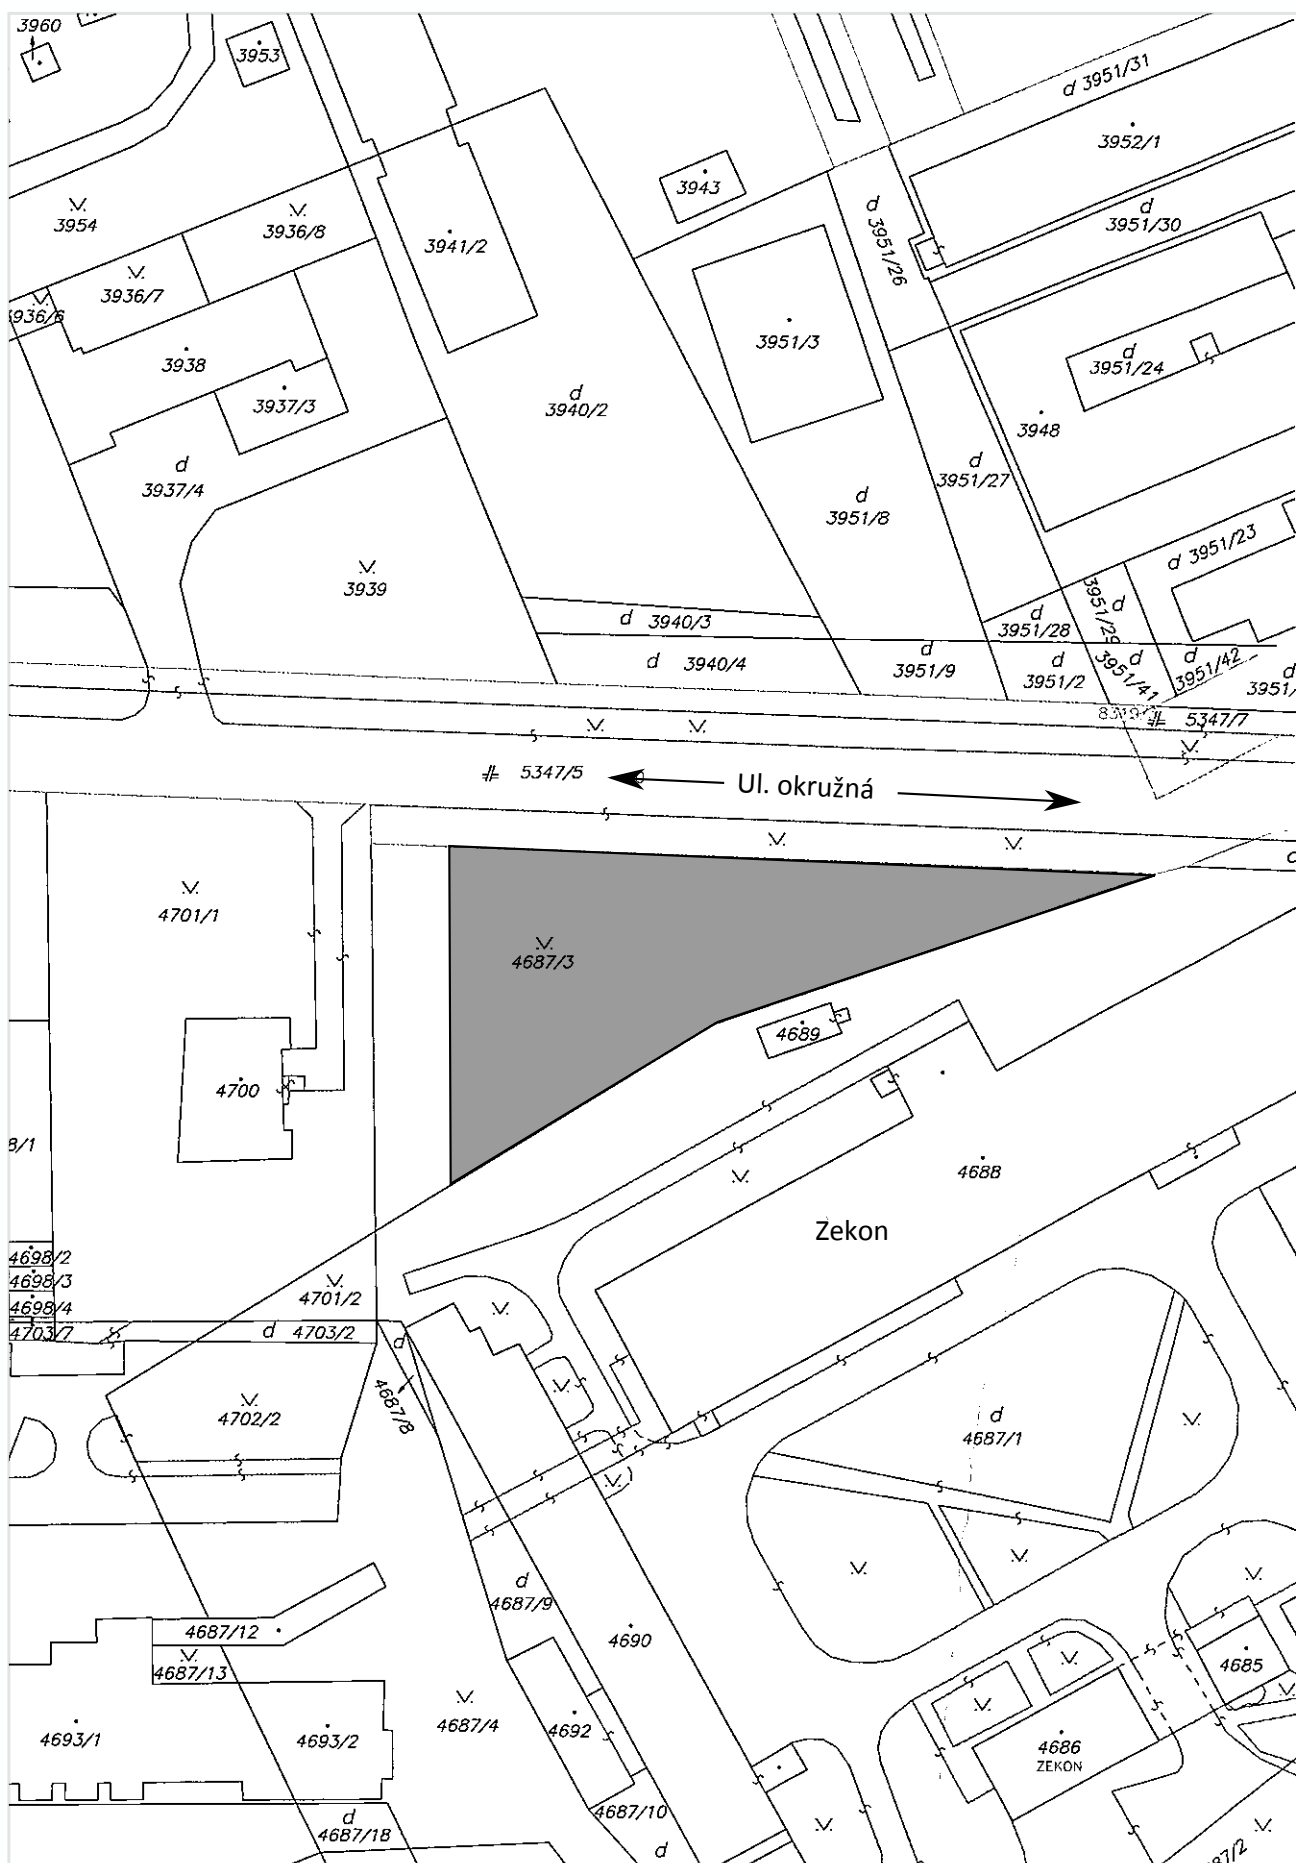 3960
3953
d 3951/31
3952/1
3943
V
3954
V
3936/8
3941/2
d
3951/26
d
3951/30
V
3936/7
V
3936/6
3951/3
3938
d
3951/24
3937/3
d
3940/2
3948
d
3937/4
d
3951/27
d
3951/8
d 3951/23
V
3939
d 3940/3
d
3951/28
3951/29
d
d 3940/4
d
3951/9
d
3951/2
d
3951/41
d
3951/42
d
3951/
5347/7
V V
V
5347/5
Ul. okružná
V V
V
4701/1
V
4687/3
4689
4700
8/1
V
4688
Zekon
4698/2
4698/3
4698/4
4703/7
V
4701/2
d 4703/2
d
V
4687/8
V
V
4702/2
d
4687/1
V
V
V V
V
d
4687/9
4687/12
V
4687/13
4690
4685
V
V
V
V
4687/4
4693/1
4693/2
4692
4686
ZEKON
4687/10
d
4687/18
d
V
V